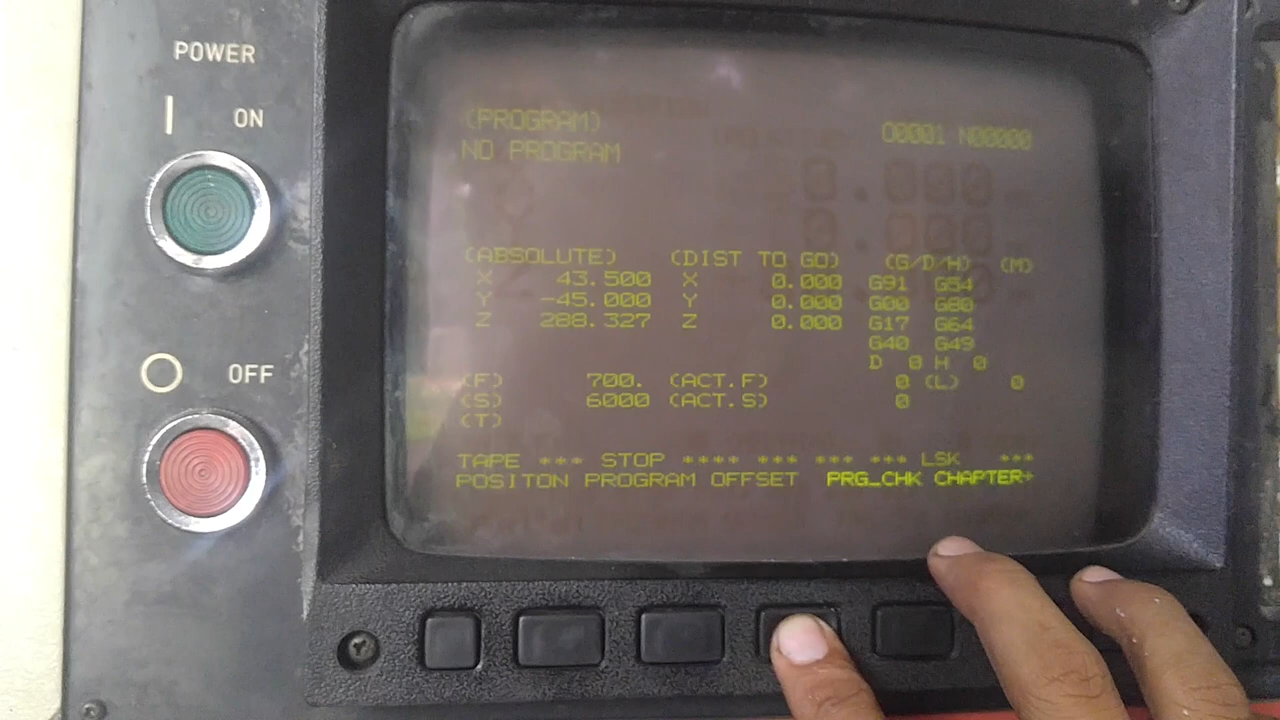 POWER
ON
OFF
(PROGRAM) O0001 N00000
NO PROGRAM
(ABSOLUTE) (DIST TO GO) (G/D/H) (M)
X 43.500 X 0.000 G91 G54
Y -45.000 Y 0.000 G00 G80
Z 288.327 Z 0.000 G17 G64
G40 G49
D 0 H 0
(F) 700. (ACT.F) 0 (L) 0
(S) 6000 (ACT.S) 0
(T)
TAPE *** STOP **** *** *** *** LSK ***
POSITON PROGRAM OFFSET PRG_CHK CHAPTER+